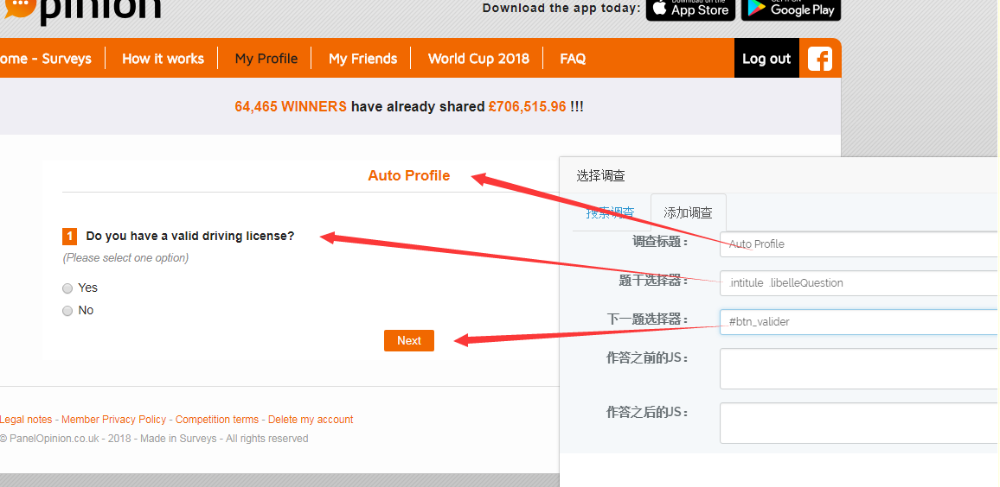 pinion
Download the app today:
App Store
Google Play
ome - Surveys
How it works
My Profile
My Friends
World Cup 2018
FAQ
Log out
64,465 WINNERS have already shared £706,515.96 !!!
Auto Profile
1 Do you have a valid driving license?
(Please select one option)
Yes
No
Next
选择调查
搜索调查
添加调查
调查标题：
Auto Profile
题干选择器：
.intitule .libelleQuestion
下一题选择器：
#btn_valider
作答之前的JS：
作答之后的JS：
Legal notes - Member Privacy Policy - Competition terms - Delete my account
© PanelOpinion.co.uk - 2018 - Made in Surveys - All rights reserved